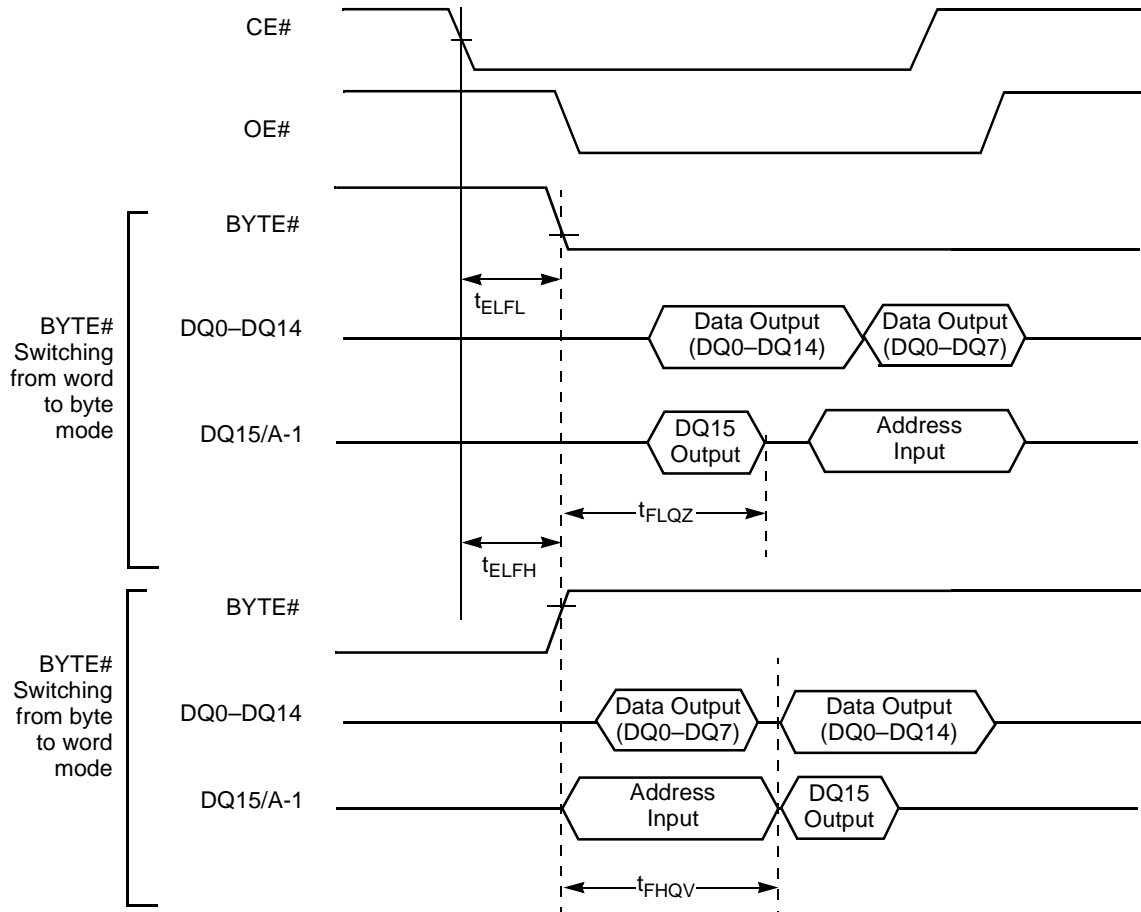 CE#
OE#
BYTE#
Switching
from word
to byte
mode
BYTE#
tELFL
DQ0–DQ14
Data Output
(DQ0–DQ14)
Data Output
(DQ0–DQ7)
DQ15/A-1
DQ15
Output
Address
Input
tFLQZ
tELFH
BYTE#
Switching
from byte
to word
mode
BYTE#
DQ0–DQ14
Data Output
(DQ0–DQ7)
Data Output
(DQ0–DQ14)
DQ15/A-1
Address
Input
DQ15
Output
tFHQV